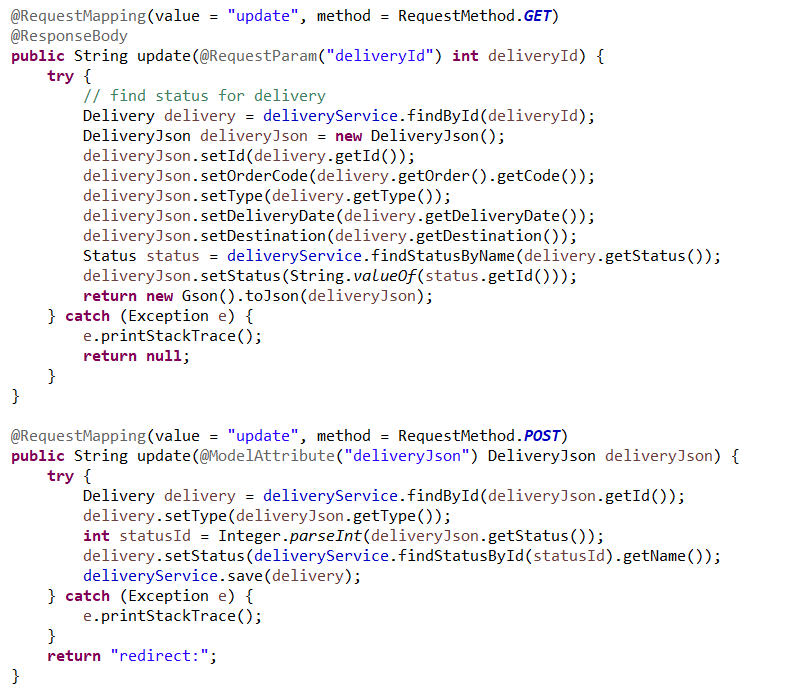 @RequestMapping(value = "update", method = RequestMethod.GET)
@ResponseBody
public String update(@RequestParam("deliveryId") int deliveryId) {
    try {
        // find status for delivery
        Delivery delivery = deliveryService.findById(deliveryId);
        DeliveryJson deliveryJson = new DeliveryJson();
        deliveryJson.setId(delivery.getId());
        deliveryJson.setOrderCode(delivery.getOrder().getCode());
        deliveryJson.setType(delivery.getType());
        deliveryJson.setDeliveryDate(delivery.getDeliveryDate());
        deliveryJson.setDestination(delivery.getDestination());
        Status status = deliveryService.findStatusByName(delivery.getStatus());
        deliveryJson.setStatus(String.valueOf(status.getId()));
        return new Gson().toJson(deliveryJson);
    } catch (Exception e) {
        e.printStackTrace();
        return null;
    }
}

@RequestMapping(value = "update", method = RequestMethod.POST)
public String update(@ModelAttribute("deliveryJson") DeliveryJson deliveryJson) {
    try {
        Delivery delivery = deliveryService.findById(deliveryJson.getId());
        delivery.setType(deliveryJson.getType());
        int statusId = Integer.parseInt(deliveryJson.getStatus());
        delivery.setStatus(deliveryService.findStatusById(statusId).getName());
        deliveryService.save(delivery);
    } catch (Exception e) {
        e.printStackTrace();
    }
    return "redirect:";
}